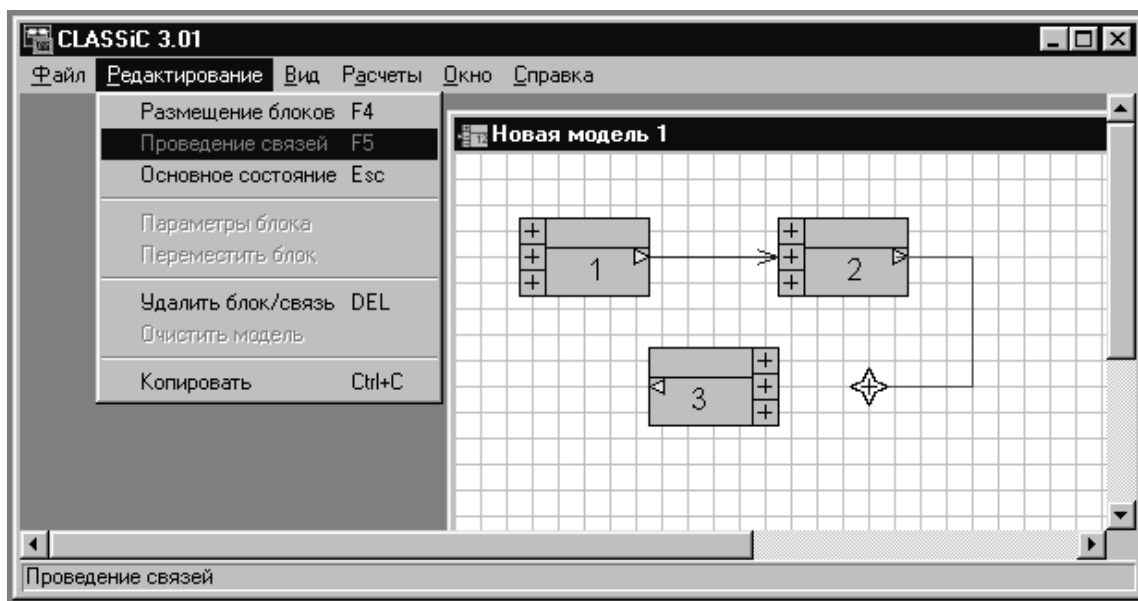 CLASSiC 3.01
Файл Редактирование Вид Расчеты Окно Справка
Размещение блоков F4
Проведение связей F5
Основное состояние Esc
Параметры блока
Переместить блок
Удалить блок/связь DEL
Очистить модель
Копировать Ctrl+C
Новая модель 1
1
2
3
Проведение связей